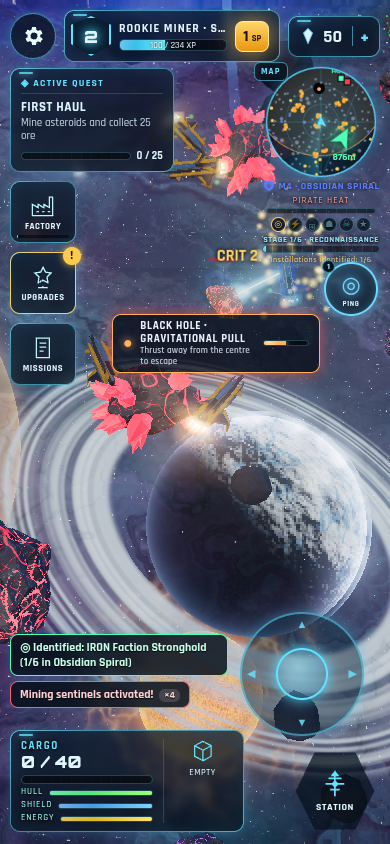 2
ROOKIE MINER · S...
100 / 234 XP
1 SP
50
+
ACTIVE QUEST
FIRST HAUL
Mine asteroids and collect 25
ore
0 / 25
MAP
876m
M4 · OBSIDIAN SPIRAL
PIRATE HEAT
STAGE 1/6 · RECONNAISSANCE
Installations identified: 1/6
CRIT 2
FACTORY
!
UPGRADES
MISSIONS
1
PING
BLACK HOLE ·
GRAVITATIONAL PULL
Thrust away from the centre
to escape
Identified: IRON Faction Stronghold
(1/6 in Obsidian Spiral)
Mining sentinels activated! ×4
CARGO
0 / 40
HULL
SHIELD
ENERGY
EMPTY
STATION